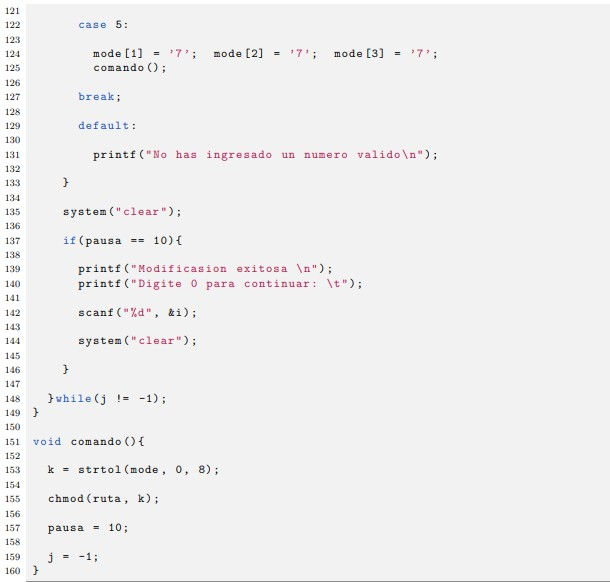 121
122 case 5:
123
124 mode[1] = '7'; mode[2] = '7'; mode[3] = '7';
125 comando();
126
127 break;
128
129 default:
130
131 printf("No has ingresado un numero valido\n");
132
133 }
134
135 system("clear");
136
137 if(pausa == 10){
138
139 printf("Modificasion exitosa \n");
140 printf("Digite 0 para continuar: \t");
141
142 scanf("%d", &i);
143
144 system("clear");
145
146 }
147
148 }while(j != -1);
149 }
150
151 void comando(){
152
153 k = strtol(mode, 0, 8);
154
155 chmod(ruta, k);
156
157 pausa = 10;
158
159 j = -1;
160 }